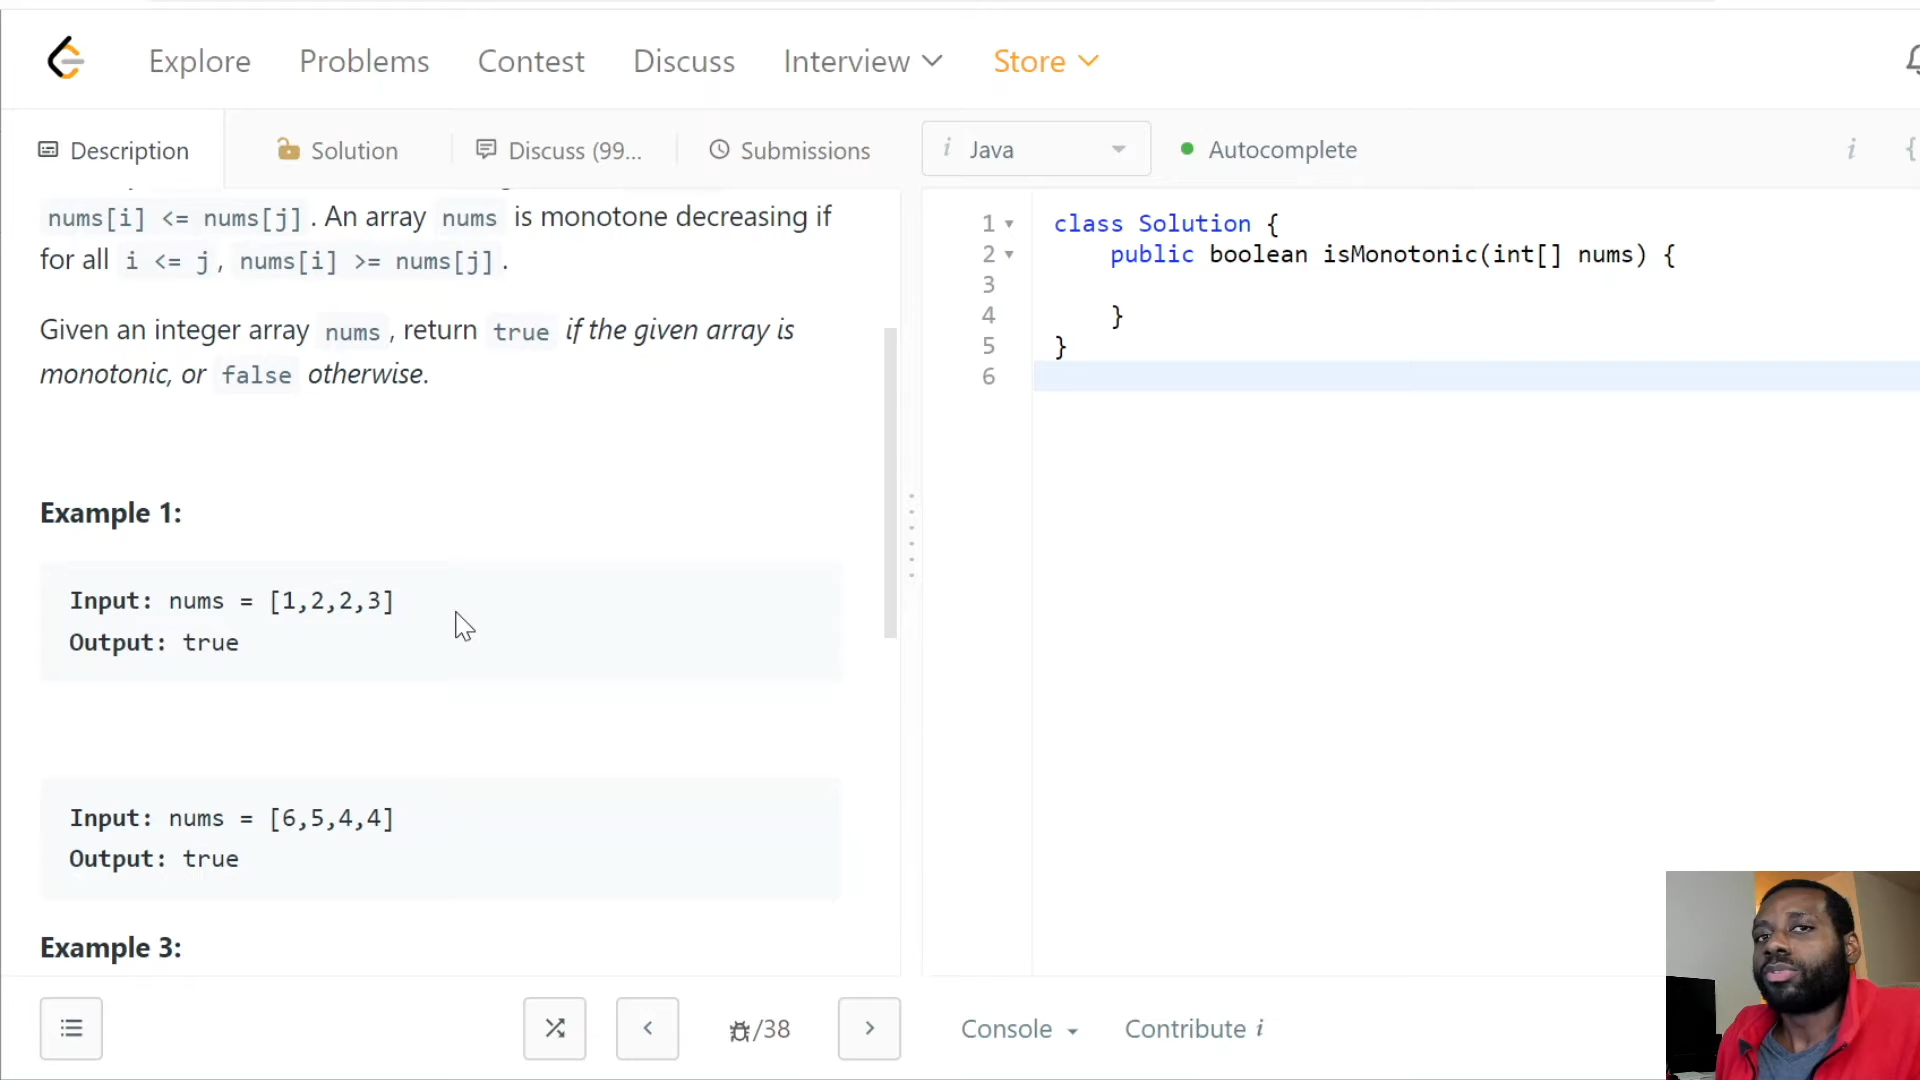 Explore Problems Contest Discuss Interview Store
Description Solution Discuss (99... Submissions
nums[i] <= nums[j] . An array nums is monotone decreasing if
for all i <= j , nums[i] >= nums[j] .
Given an integer array nums , return true if the given array is
monotonic, or false otherwise.
Example 1:
Input: nums = [1,2,2,3]
Output: true
Input: nums = [6,5,4,4]
Output: true
Example 3:
/38
i Java Autocomplete i {
1 class Solution {
2 public boolean isMonotonic(int[] nums) {
3
4 }
5 }
6
Console Contribute i